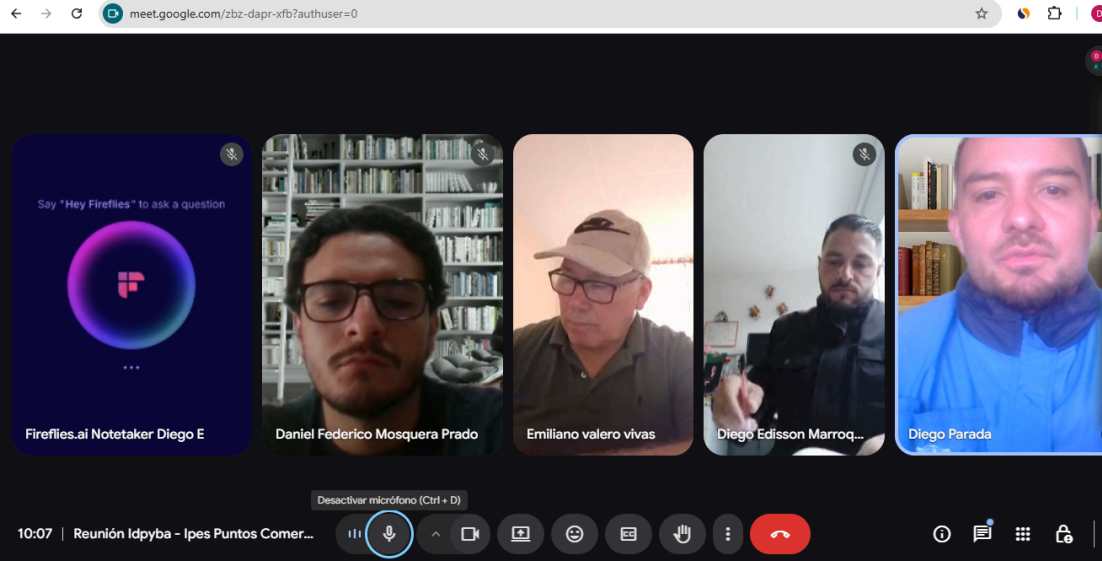 meet.google.com/zbz-dapr-xfb?authuser=0
D
D
Say "Hey Fireflies" to ask a question
Fireflies.ai Notetaker Diego E
Daniel Federico Mosquera Prado
Emiliano valero vivas
Diego Edisson Marroq...
Diego Parada
Desactivar micrófono (Ctrl + D)
10:07 | Reunión Idpyba - Ipes Puntos Comer...
CC